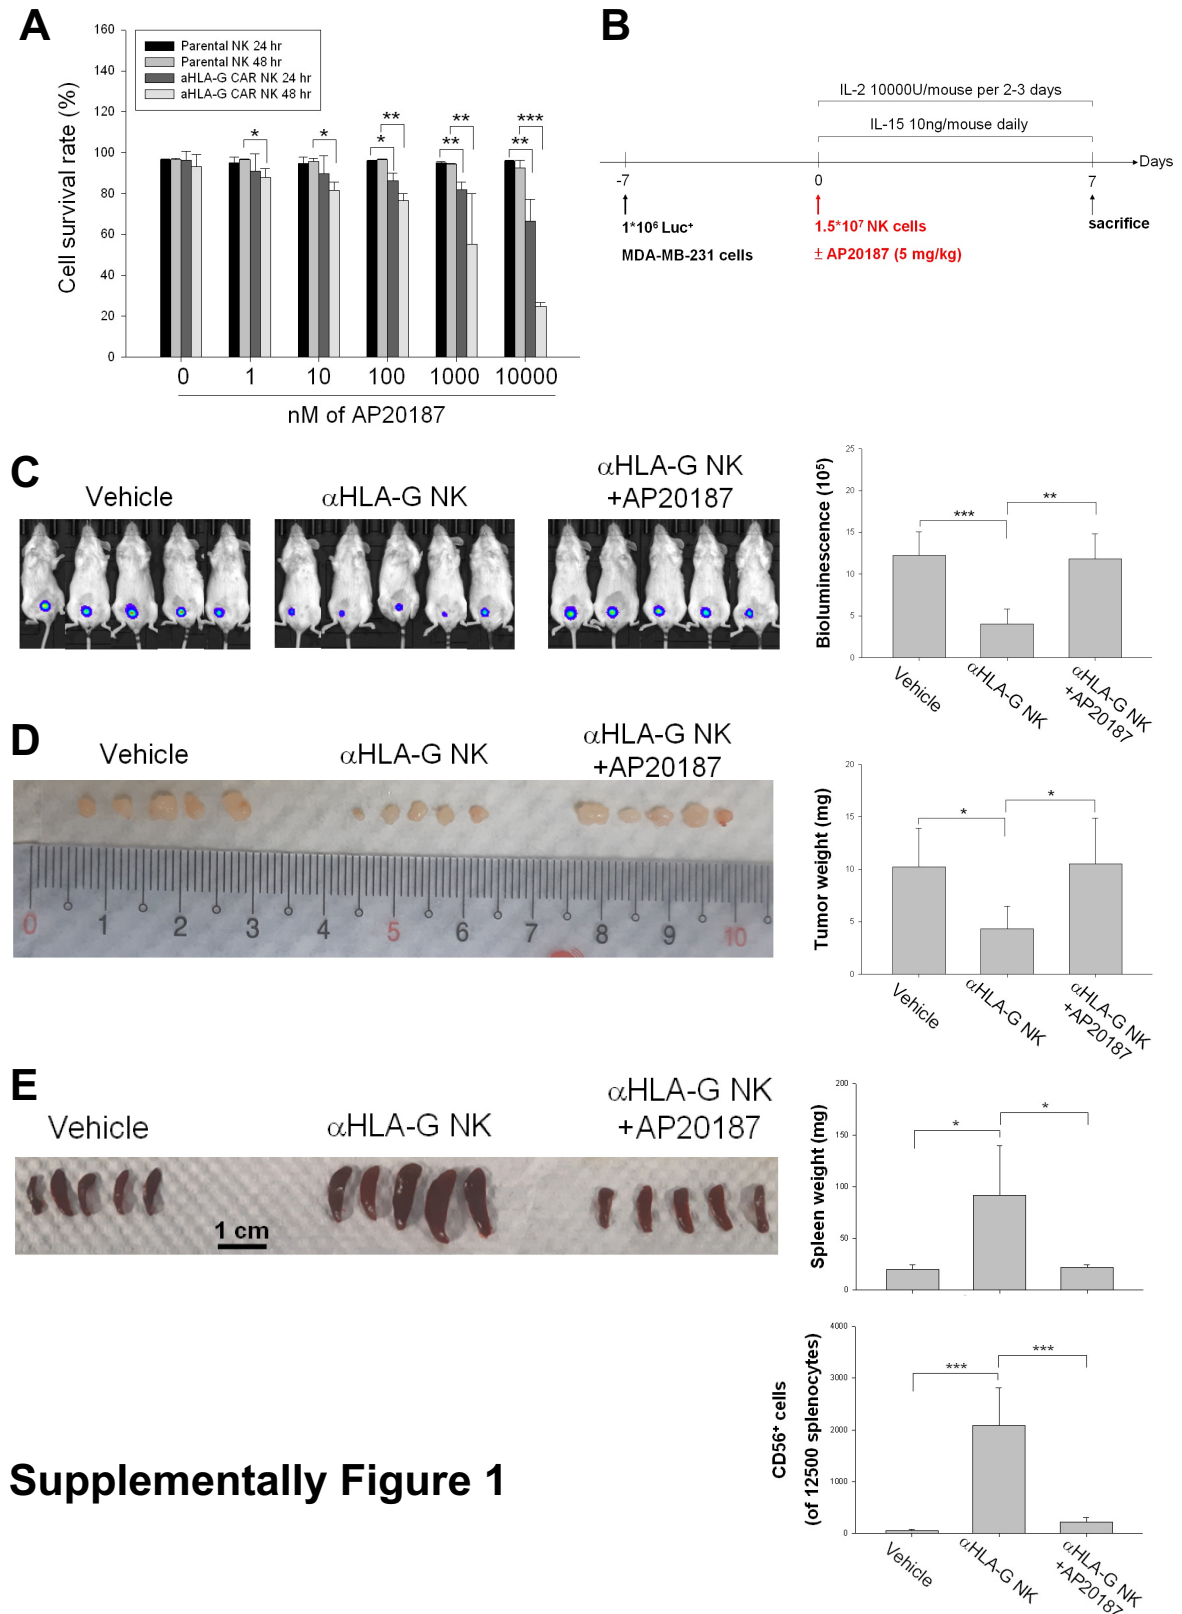 A
160
140
120
100
80
60
40
20
0
Cell survival rate (%)
Parental NK 24 hr
Parental NK 48 hr
aHLA-G CAR NK 24 hr
aHLA-G CAR NK 48 hr
* * ** * ** ** *** **
0 1 10 100 1000 10000
nM of AP20187
B
IL-2 10000U/mouse per 2-3 days
IL-15 10ng/mouse daily
Days
-7 0 7
1*10⁶ Luc⁺
MDA-MB-231 cells
1.5*10⁷ NK cells
± AP20187 (5 mg/kg)
sacrifice
C
Vehicle
αHLA-G NK
αHLA-G NK
+AP20187
Bioluminescence (10⁵)
25
20
15
10
5
0
*** **
Vehicle
αHLA-G NK
αHLA-G NK
+AP20187
D
Vehicle
αHLA-G NK
αHLA-G NK
+AP20187
0 1 2 3 4 5 6 7 8 9 10
Tumor weight (mg)
20
15
10
5
0
* *
Vehicle
αHLA-G NK
αHLA-G NK
+AP20187
E
Vehicle
αHLA-G NK
αHLA-G NK
+AP20187
1 cm
Spleen weight (mg)
200
150
100
50
0
* *
CD56⁺ cells
(of 12500 splenocytes)
4000
3000
2000
1000
0
*** ***
Vehicle
αHLA-G NK
αHLA-G NK
+AP20187
Supplementally Figure 1